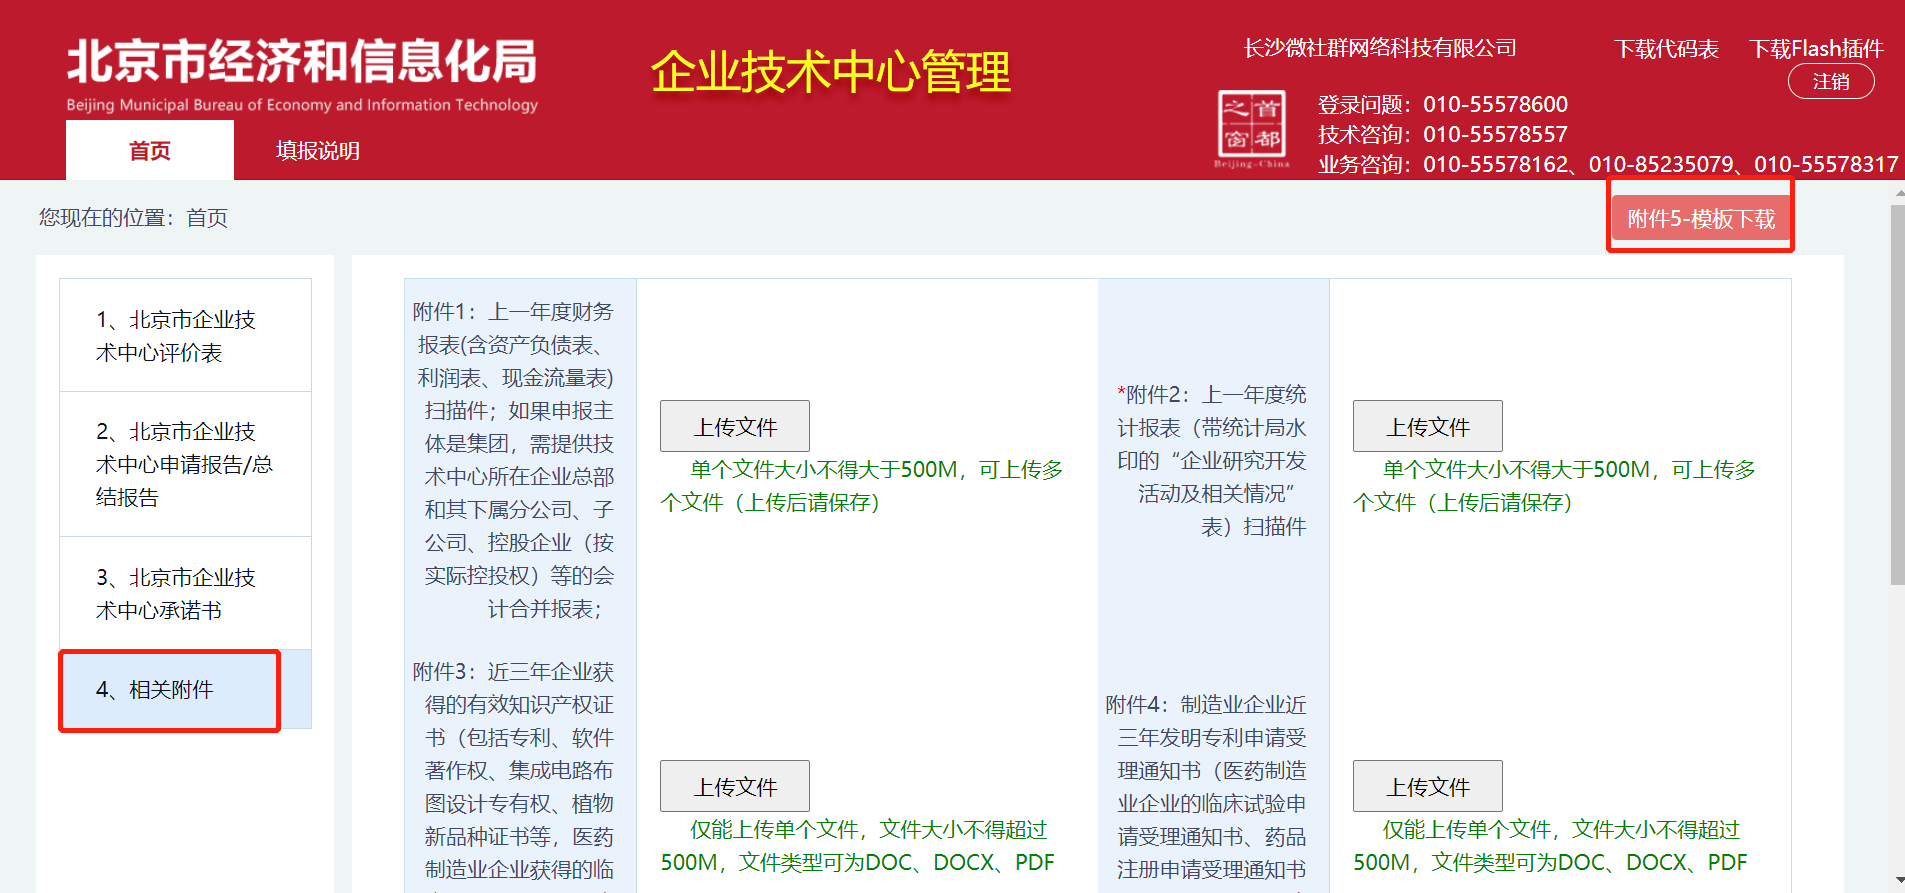 北京市经济和信息化局
Beijing Municipal Bureau of Economy and Information Technology
企业技术中心管理
长沙微社群网络科技有限公司
下载代码表
下载Flash插件
注销
首都之窗
Beijing-China
登录问题：010-55578600
技术咨询：010-55578557
业务咨询：010-55578162、010-85235079、010-55578317
首页
填报说明
您现在的位置：首页
附件5-模板下载
1、北京市企业技
术中心评价表
2、北京市企业技
术中心申请报告/总
结报告
3、北京市企业技
术中心承诺书
4、相关附件
附件1：上一年度财务
报表(含资产负债表、
利润表、现金流量表)
扫描件；如果申报主
体是集团，需提供技
术中心所在企业总部
和其下属分公司、子
公司、控股企业（按
实际控投权）等的会
计合并报表；
上传文件
单个文件大小不得大于500M，可上传多
个文件（上传后请保存）
*附件2：上一年度统
计报表（带统计局水
印的“企业研究开发
活动及相关情况”
表）扫描件
上传文件
单个文件大小不得大于500M，可上传多
个文件（上传后请保存）
附件3：近三年企业获
得的有效知识产权证
书（包括专利、软件
著作权、集成电路布
图设计专有权、植物
新品种证书等，医药
制造业企业获得的临
上传文件
仅能上传单个文件，文件大小不得超过
500M，文件类型可为DOC、DOCX、PDF
附件4：制造业企业近
三年发明专利申请受
理通知书（医药制造
业企业的临床试验申
请受理通知书、药品
注册申请受理通知书
上传文件
仅能上传单个文件，文件大小不得超过
500M，文件类型可为DOC、DOCX、PDF